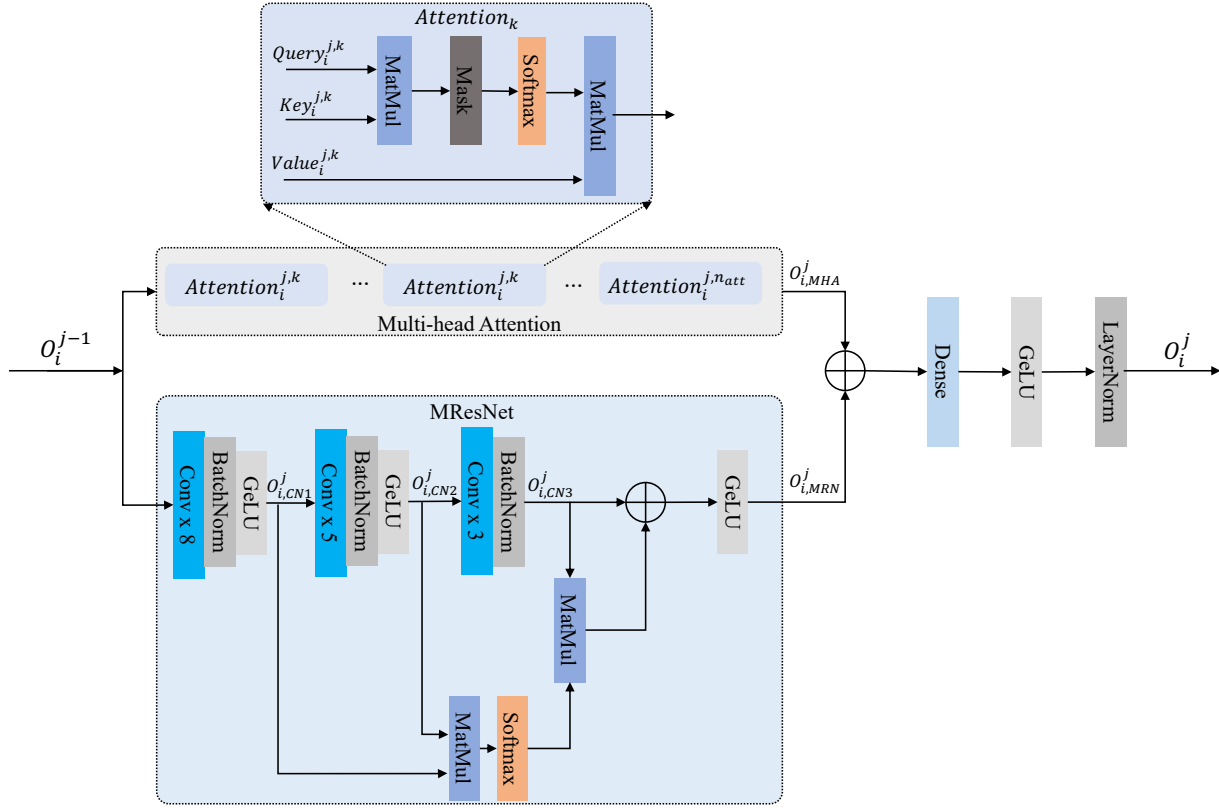 Attention_k
Query_i^{j,k}
Key_i^{j,k}
Value_i^{j,k}
MatMul
Mask
Softmax
MatMul
Attention_i^{j,k}
...
Attention_i^{j,k}
...
Attention_i^{j,n_{att}}
Multi-head Attention
O_{i,MHA}^j
O_i^{j-1}
Dense
GeLU
LayerNorm
O_i^j
MResNet
Conv x 8
BatchNorm
GeLU
O_{i,CN1}^j
Conv x 5
BatchNorm
GeLU
O_{i,CN2}^j
Conv x 3
BatchNorm
O_{i,CN3}^j
GeLU
O_{i,MRN}^j
MatMul
MatMul
Softmax